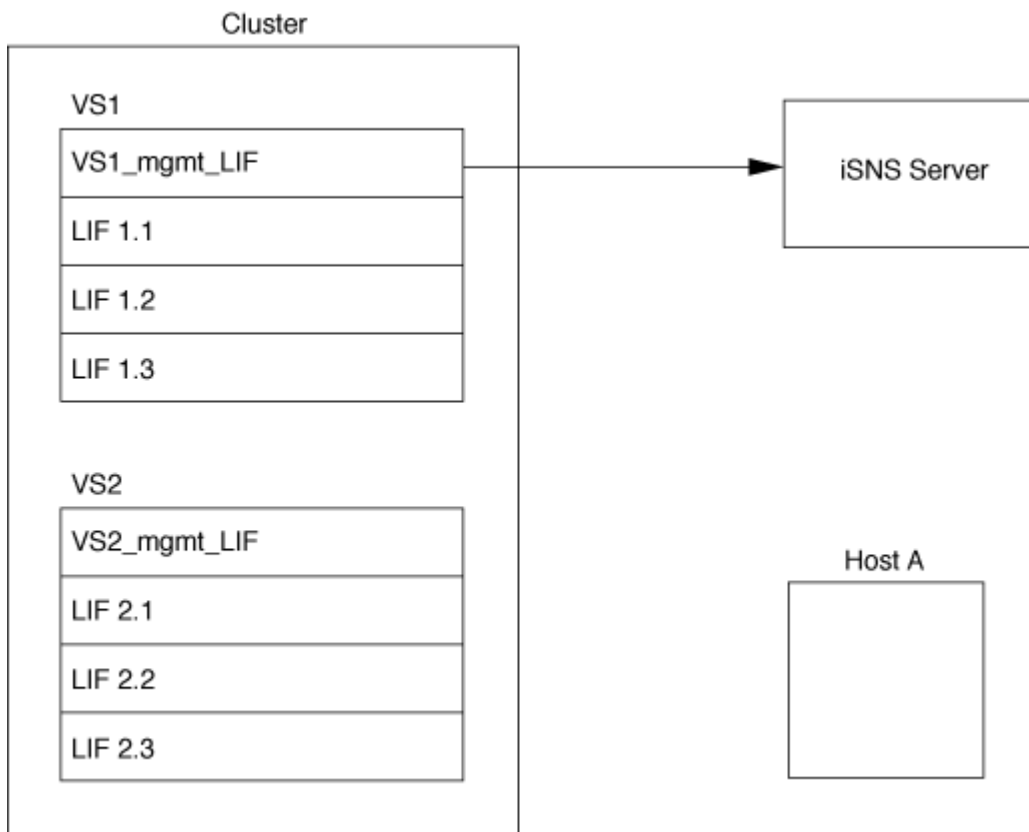 Cluster
VS1
VS1_mgmt_LIF
iSNS Server
LIF 1.1
LIF 1.2
LIF 1.3
VS2
VS2_mgmt_LIF
Host A
LIF 2.1
LIF 2.2
LIF 2.3